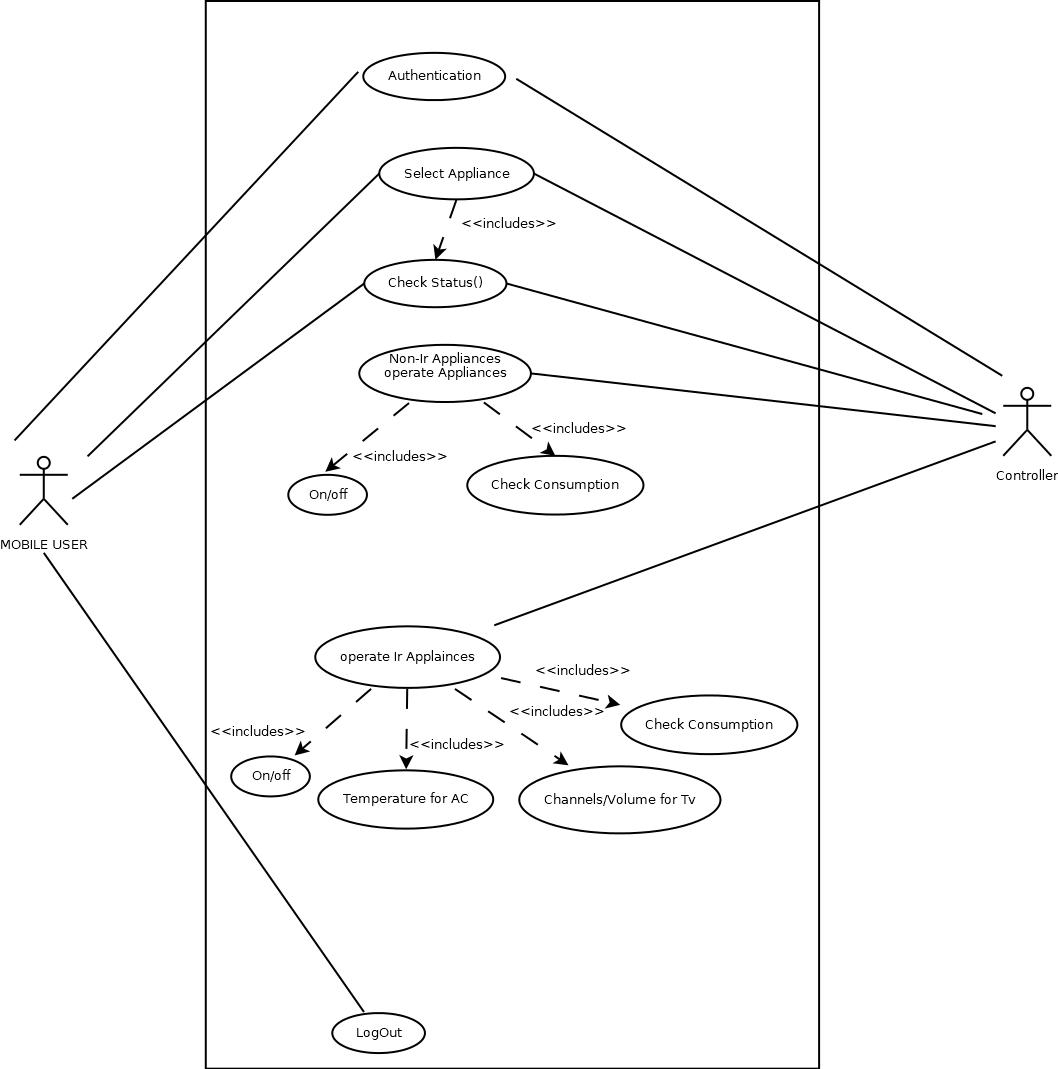 Authentication
Select Appliance
<<includes>>
Check Status()
Non-Ir Appliances
operate Appliances
<<includes>>
<<includes>>
On/off
Check Consumption
Controller
MOBILE USER
operate Ir Applainces
<<includes>>
<<includes>>
<<includes>>
<<includes>>
Check Consumption
On/off
Temperature for AC
Channels/Volume for Tv
LogOut